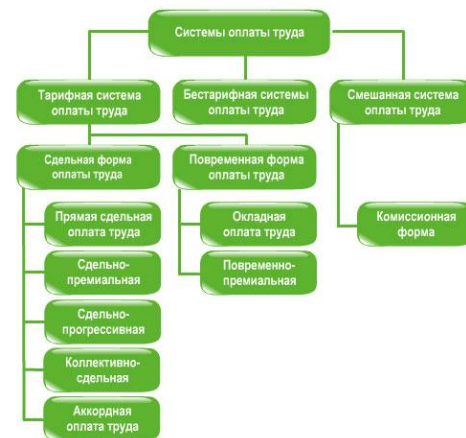 Системы оплаты труда
Тарифная система
оплаты труда
Бестарифная системы
оплаты труда
Смешанная система
оплаты труда
Сдельная форма
оплаты труда
Повременная форма
оплаты труда
Прямая сдельная
оплата труда
Окладная
оплата труда
Комиссионная
форма
Сдельно-
премиальная
Повременно-
премиальная
Сдельно-
прогрессивная
Коллективно-
сдельная
Аккордная
оплата труда